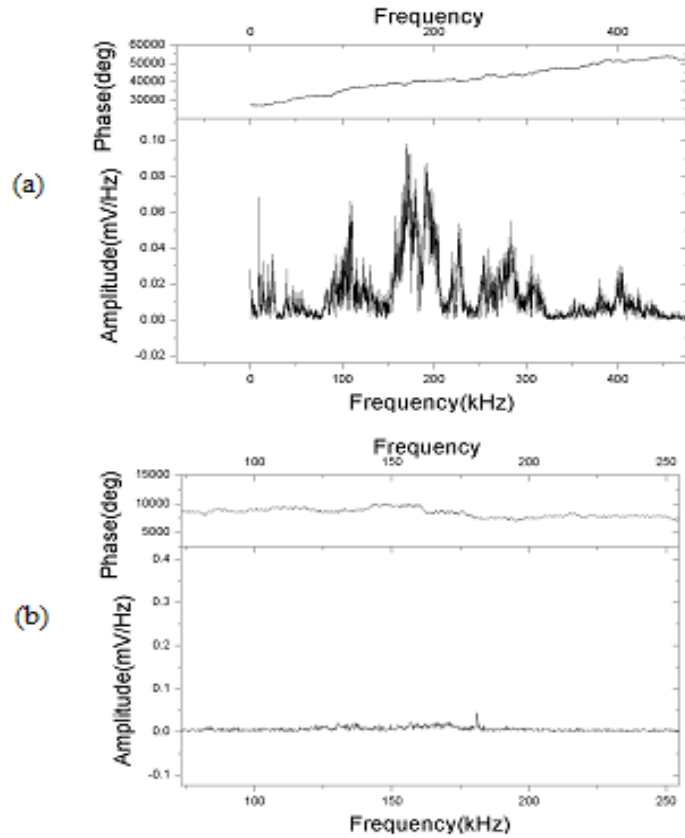 Frequency
0 200 400
Phase(deg)
60000
50000
40000
30000
(a)
Amplitude(mV/Hz)
0.10
0.08
0.06
0.04
0.02
0.00
-0.02
0 100 200 300 400
Frequency(kHz)
Frequency
100 150 200 250
Phase(deg)
15000
10000
5000
(b)
Amplitude(mV/Hz)
0.4
0.3
0.2
0.1
0.0
-0.1
100 150 200 250
Frequency(kHz)